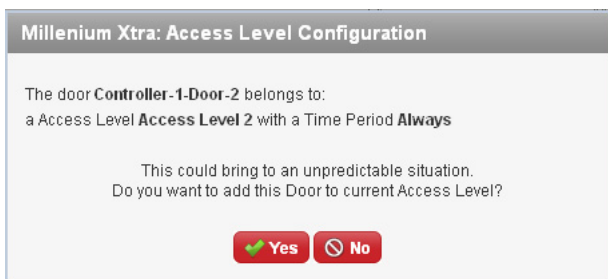 Millenium Xtra: Access Level Configuration
The door Controller-1-Door-2 belongs to:
a Access Level Access Level 2 with a Time Period Always
This could bring to an unpredictable situation.
Do you want to add this Door to current Access Level?
Yes No